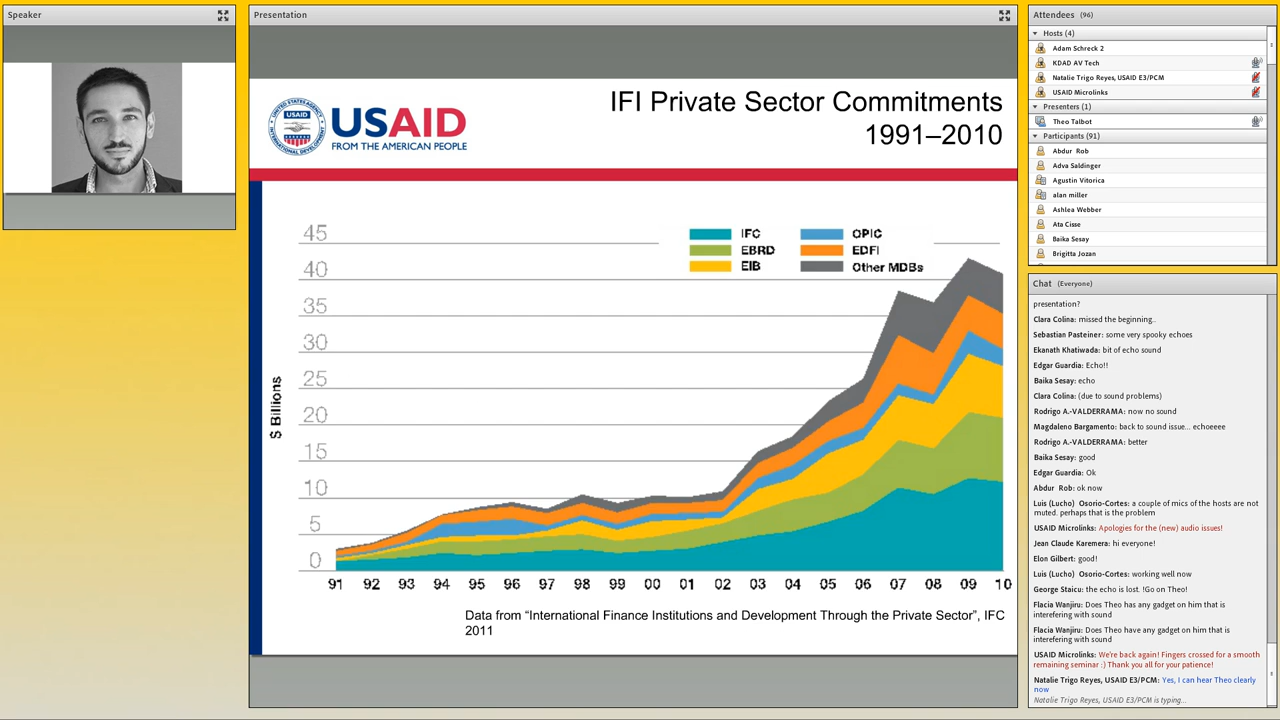 Speaker
Presentation
UNITED STATES AGENCY
USAID
INTERNATIONAL DEVELOPMENT
USAID
FROM THE AMERICAN PEOPLE
IFI Private Sector Commitments
1991–2010
45
40
35
30
25
20
15
10
5
0
$ Billions
IFC
EBRD
EIB
OPIC
EDFI
Other MDBs
91 92 93 94 95 96 97 98 99 00 01 02 03 04 05 06 07 08 09 10
Data from “International Finance Institutions and Development Through the Private Sector”, IFC
2011
Attendees (96)
Hosts (4)
Adam Schreck 2
KDAD AV Tech
Natalie Trigo Reyes, USAID E3/PCM
USAID Microlinks
Presenters (1)
Theo Talbot
Participants (91)
Abdur Rob
Adva Saldinger
Agustin Vitorica
alan miller
Ashlea Webber
Ata Cisse
Baika Sesay
Brigitta Jozan
Chat (Everyone)
presentation?
Clara Colina: missed the beginning..
Sebastian Pasteiner: some very spooky echoes
Ekanath Khatiwada: bit of echo sound
Edgar Guardia: Echo!!
Baika Sesay: echo
Clara Colina: (due to sound problems)
Rodrigo A.-VALDERRAMA: now no sound
Magdaleno Bargamento: back to sound issue... echoeeee
Rodrigo A.-VALDERRAMA: better
Baika Sesay: good
Edgar Guardia: Ok
Abdur Rob: ok now
Luis (Lucho) Osorio-Cortes: a couple of mics of the hosts are not
muted. perhaps that is the problem
USAID Microlinks: Apologies for the (new) audio issues!
Jean Claude Karemera: hi everyone!
Elon Gilbert: good!
Luis (Lucho) Osorio-Cortes: working well now
George Staicu: the echo is lost. !Go on Theo!
Flacia Wanjiru: Does Theo has any gadget on him that is
interefering with sound
Flacia Wanjiru: Does Theo have any gadget on him that is
interefering with sound
USAID Microlinks: We're back again! Fingers crossed for a smooth
remaining seminar :) Thank you all for your patience!
Natalie Trigo Reyes, USAID E3/PCM: Yes, I can hear Theo clearly
now
Natalie Trigo Reyes, USAID E3/PCM is typing...